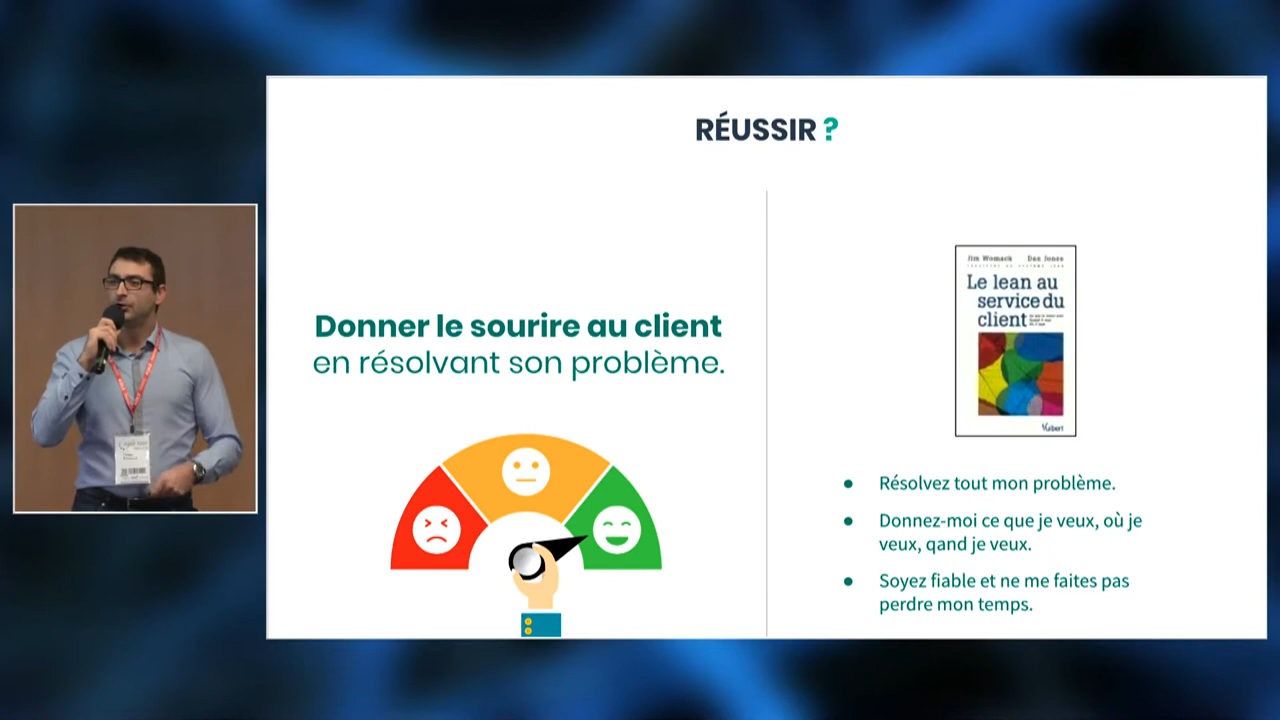 RÉUSSIR ?
Donner le sourire au client
en résolvant son problème.
Jim Womack Dan Jones
Le lean au
service du
client
Vuibert
● Résolvez tout mon problème.
● Donnez-moi ce que je veux, où je
veux, qand je veux.
● Soyez fiable et ne me faites pas
perdre mon temps.